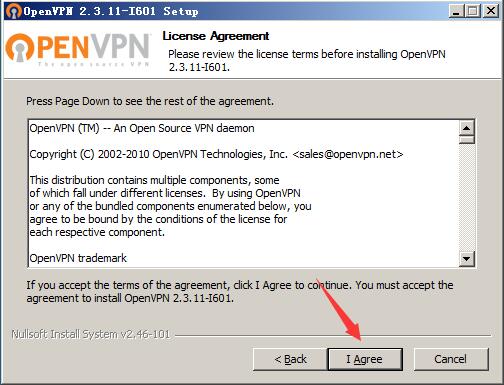 OpenVPN 2.3.11-I601 Setup
OPENVPN
The open source VPN
License Agreement
Please review the license terms before installing OpenVPN
2.3.11-I601.
Press Page Down to see the rest of the agreement.
OpenVPN (TM) -- An Open Source VPN daemon
Copyright (C) 2002-2010 OpenVPN Technologies, Inc. <sales@openvpn.net>
This distribution contains multiple components, some
of which fall under different licenses. By using OpenVPN
or any of the bundled components enumerated below, you
agree to be bound by the conditions of the license for
each respective component.
OpenVPN trademark
If you accept the terms of the agreement, click I Agree to continue. You must accept the
agreement to install OpenVPN 2.3.11-I601.
Nullsoft Install System v2.46-101
< Back
I Agree
Cancel